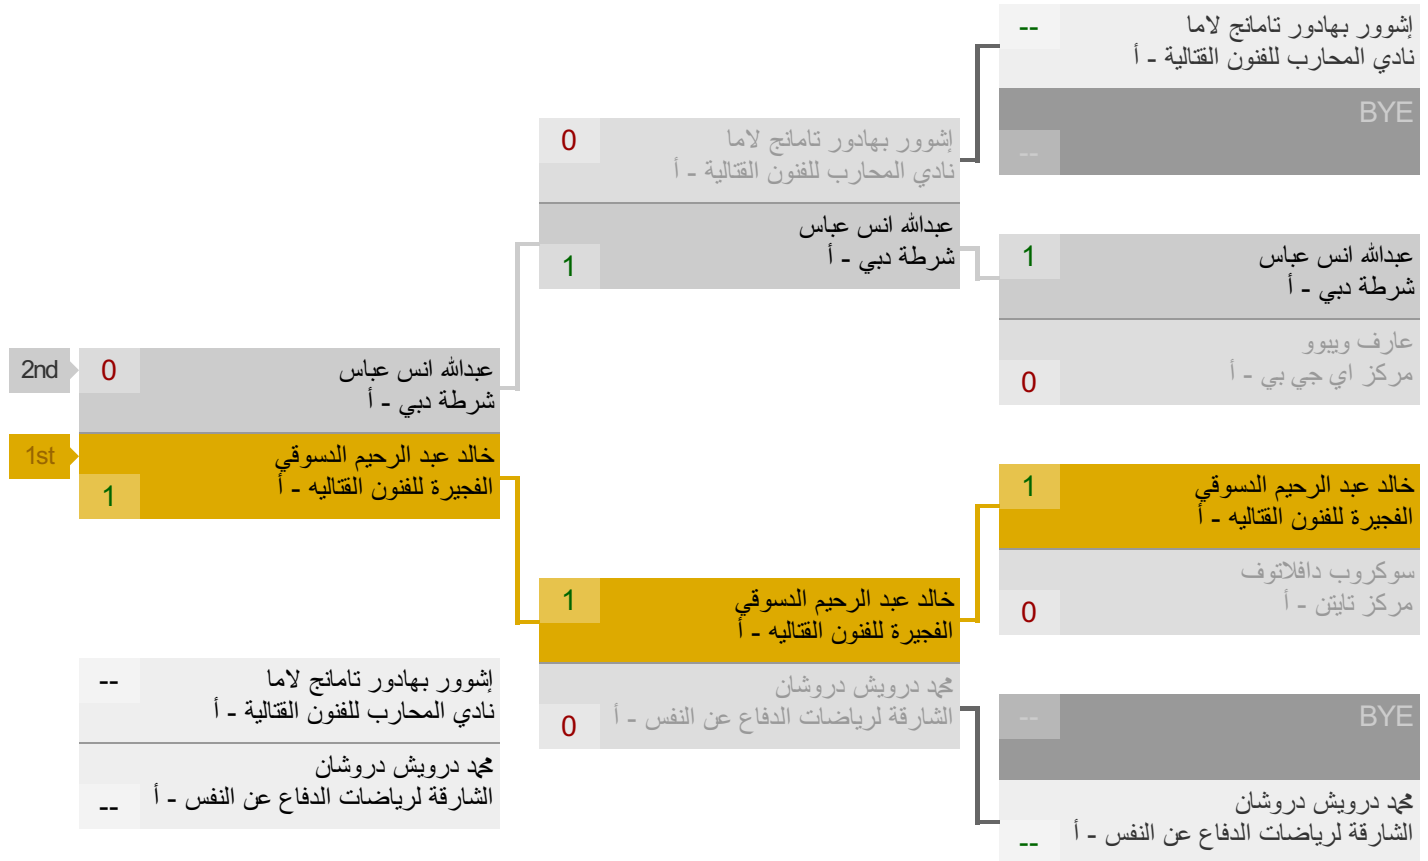 --
إشوور بهادور تامانج لاما
نادي المحارب للفنون القتالية - أ
BYE
--
1
عبدالله انس عباس
شرطة دبي - أ
عارف ويبوو
مركز اي جي بي - أ
0
1
خالد عبد الرحيم الدسوقي
الفجيرة للفنون القتاليه - أ
سوكروب دافلاتوف
مركز تايتن - أ
0
--
BYE
محمد درويش دروشان
الشارقة لرياضات الدفاع عن النفس - أ
--
0
إشوور بهادور تامانج لاما
نادي المحارب للفنون القتالية - أ
عبدالله انس عباس
شرطة دبي - أ
1
1
خالد عبد الرحيم الدسوقي
الفجيرة للفنون القتاليه - أ
محمد درويش دروشان
الشارقة لرياضات الدفاع عن النفس - أ
0
2nd
0
عبدالله انس عباس
شرطة دبي - أ
1st
خالد عبد الرحيم الدسوقي
الفجيرة للفنون القتاليه - أ
1
--
إشوور بهادور تامانج لاما
نادي المحارب للفنون القتالية - أ
محمد درويش دروشان
الشارقة لرياضات الدفاع عن النفس - أ
--